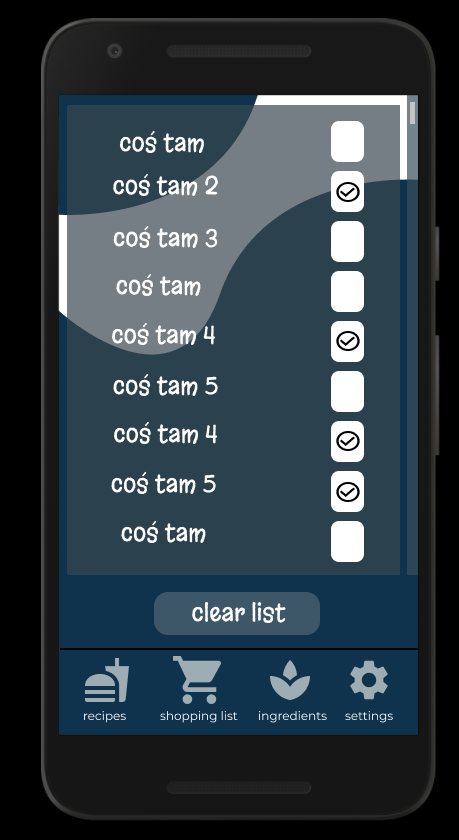 coś tam
coś tam 2
coś tam 3
coś tam
coś tam 4
coś tam 5
coś tam 4
coś tam 5
coś tam
clear list
recipes shopping list ingredients settings